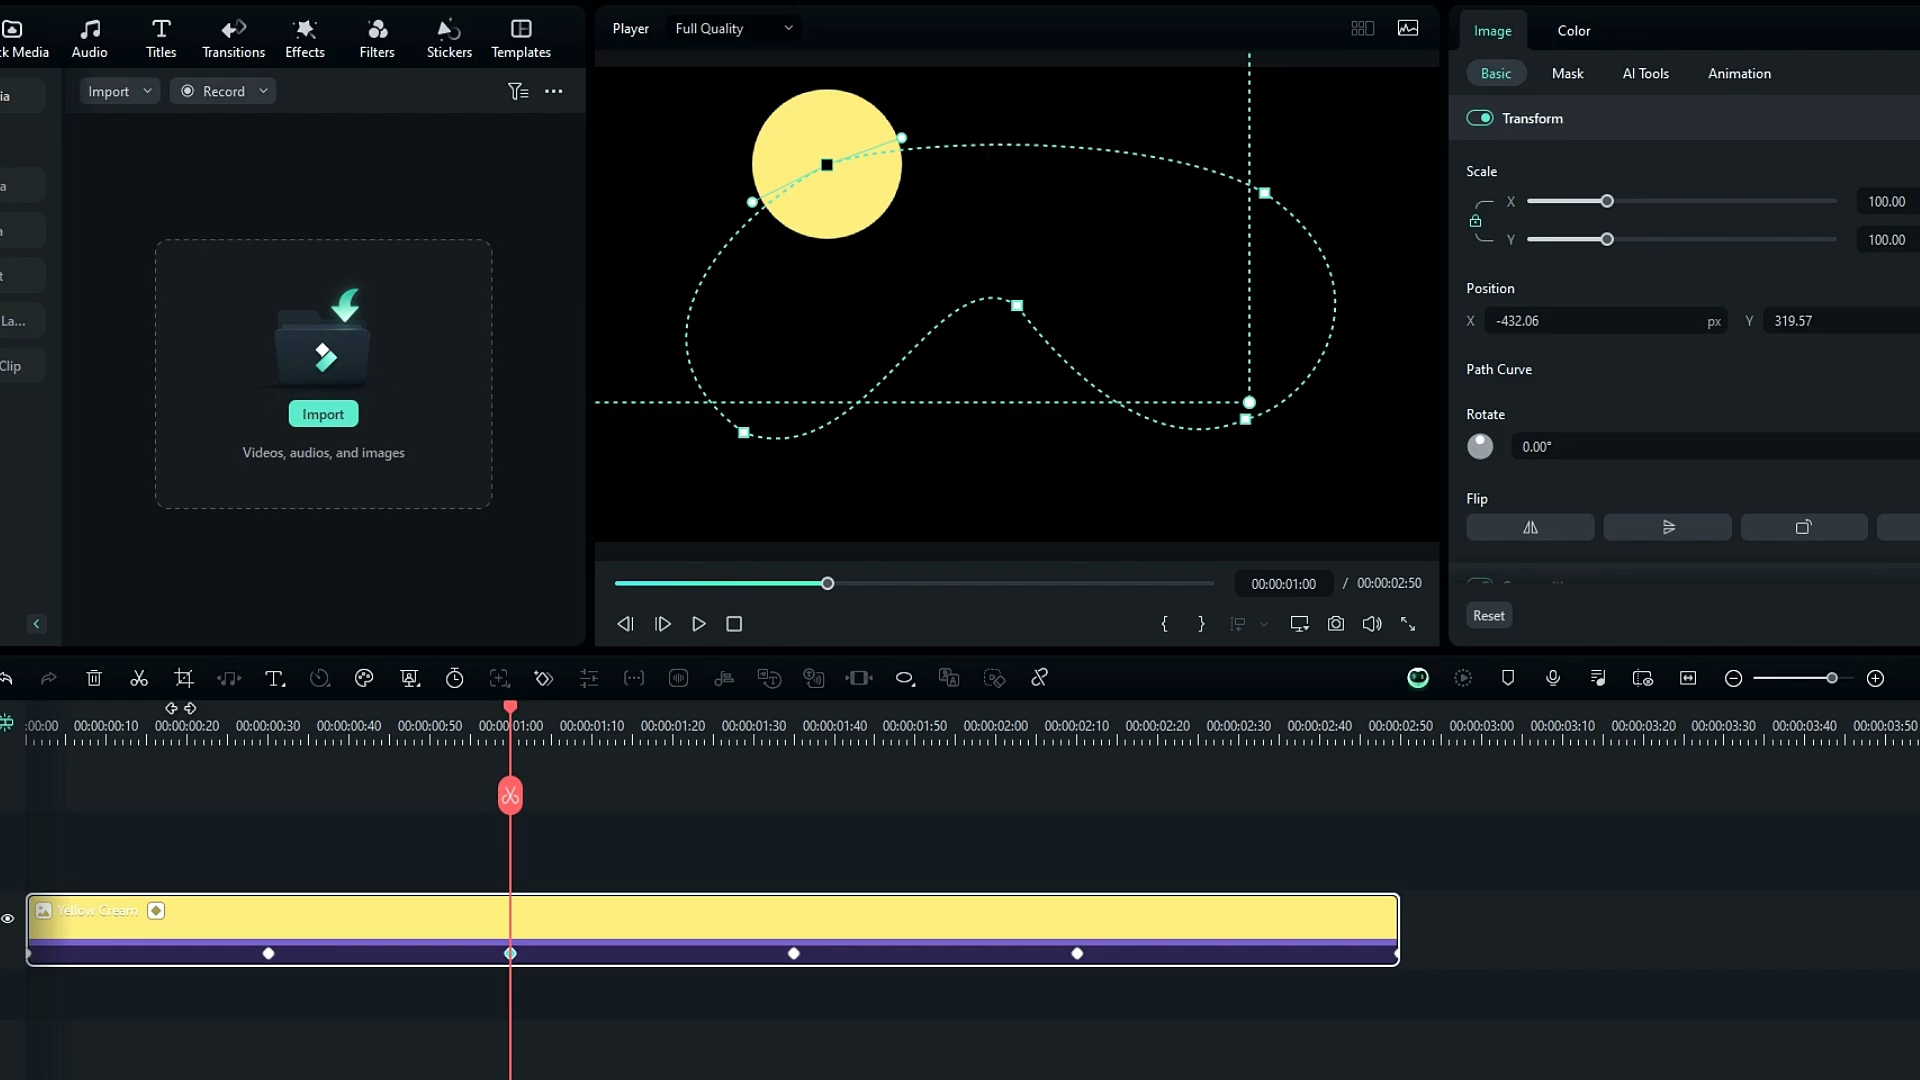 ck Media
Audio
Titles
Transitions
Effects
Filters
Stickers
Templates
Import
Record
ia
a
a
t
La...
Clip
Import
Videos, audios, and images
Player
Full Quality
00:00:01:00 / 00:00:02:50
Image
Color
Basic
Mask
AI Tools
Animation
Transform
Scale
X
100.00
Y
100.00
Position
X -432.06 px Y 319.57
Path Curve
Rotate
0.00°
Flip
Reset
:00:00 00:00:00:10 00:00:00:20 00:00:00:30 00:00:00:40 00:00:00:50 00:00:01:00 00:00:01:10 00:00:01:20 00:00:01:30 00:00:01:40 00:00:01:50 00:00:02:00 00:00:02:10 00:00:02:20 00:00:02:30 00:00:02:40 00:00:02:50 00:00:03:00 00:00:03:10 00:00:03:20 00:00:03:30 00:00:03:40 00:00:03:50
Yellow Cream